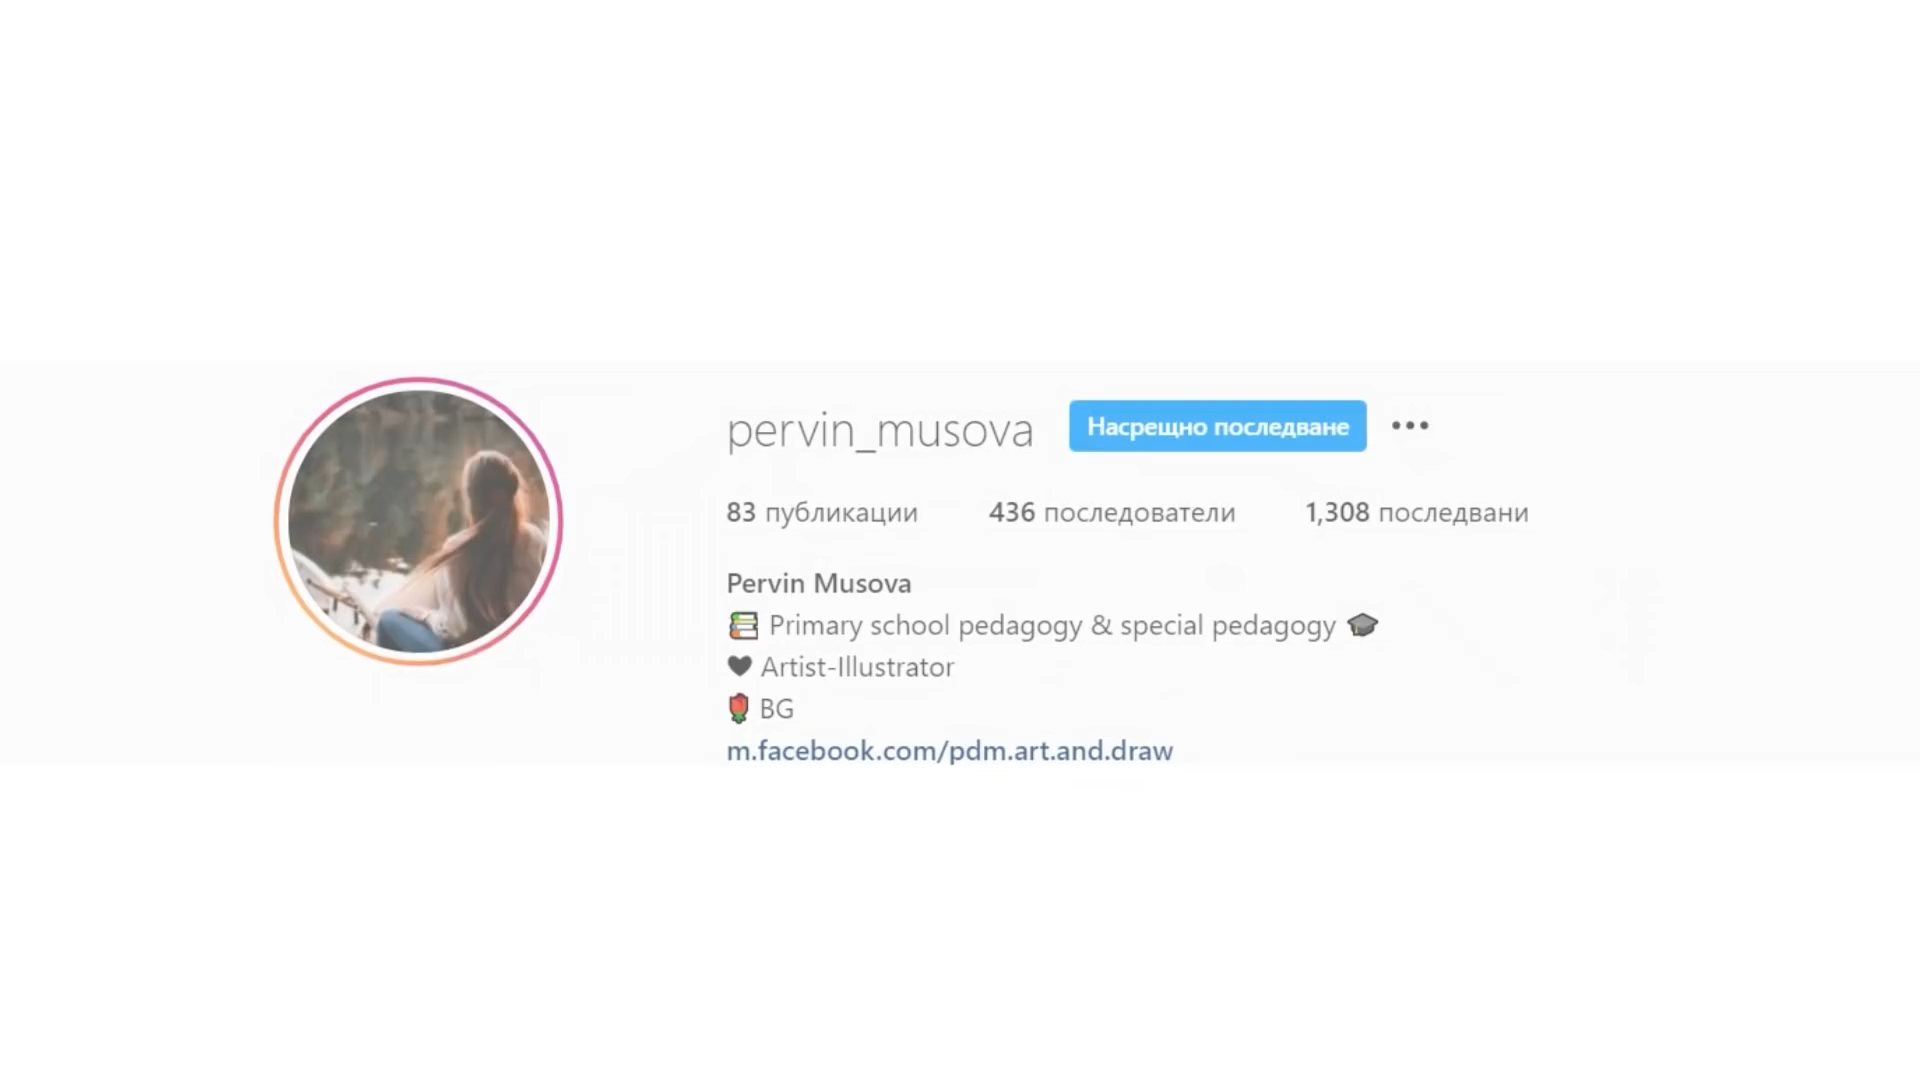 pervin_musova Насрещно последване
83 публикации 436 последователи 1,308 последвани
Pervin Musova
📚 Primary school pedagogy & special pedagogy 🎓
🖤 Artist-Illustrator
🌹 BG
m.facebook.com/pdm.art.and.draw